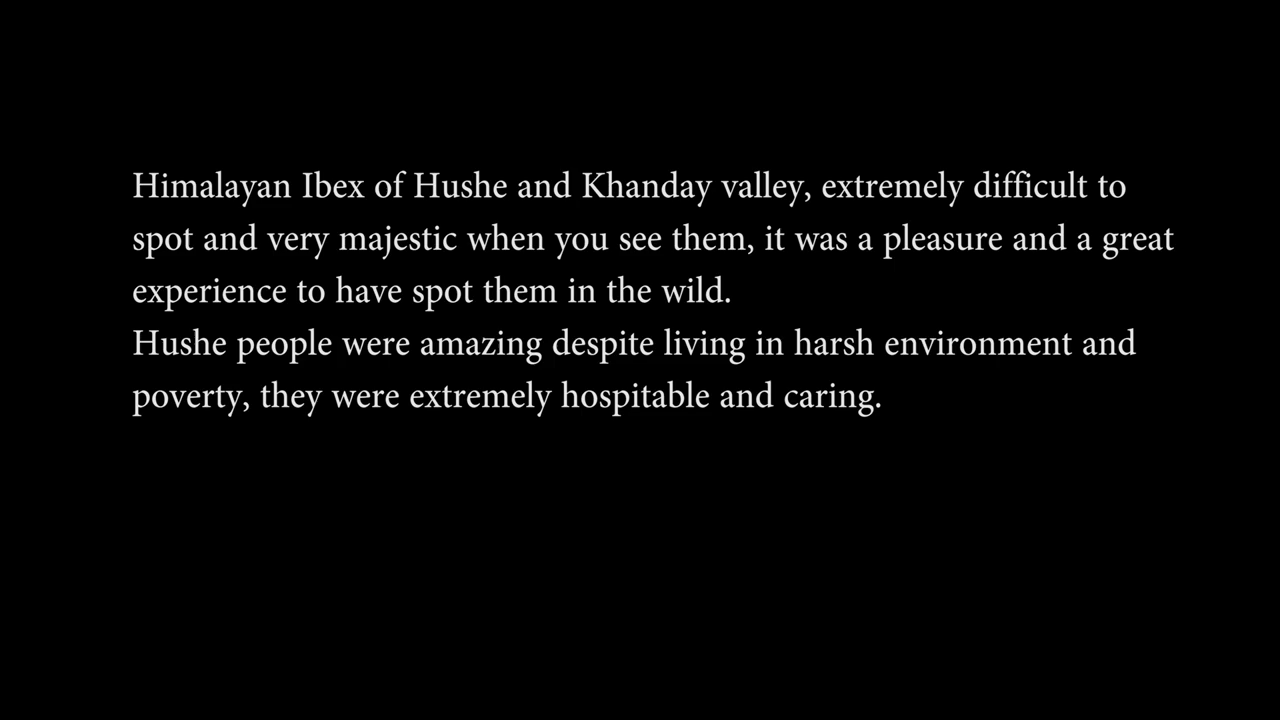 Himalayan Ibex of Hushe and Khanday valley, extremely difficult to
spot and very majestic when you see them, it was a pleasure and a great
experience to have spot them in the wild.
Hushe people were amazing despite living in harsh environment and
poverty, they were extremely hospitable and caring.